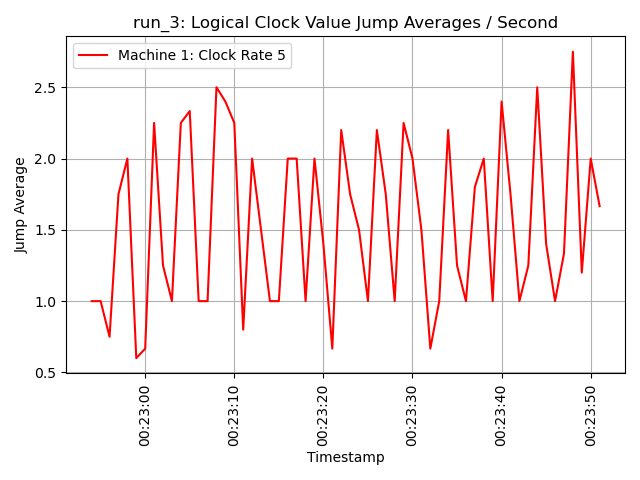 run_3: Logical Clock Value Jump Averages / Second
Machine 1: Clock Rate 5
Jump Average
2.5
2.0
1.5
1.0
0.5
00:23:00
00:23:10
00:23:20
00:23:30
00:23:40
00:23:50
Timestamp